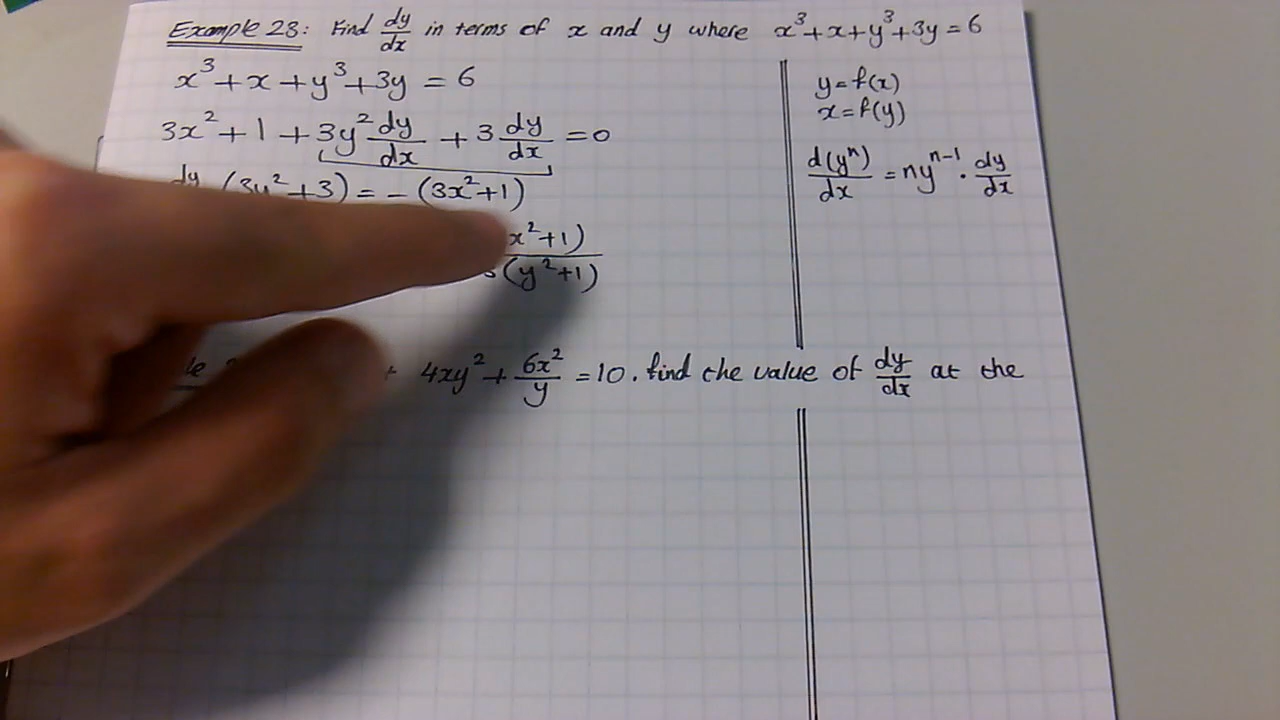 Example 23: Find dy/dx in terms of x and y where x³+x+y³+3y=6
x³+x+y³+3y=6
3x²+1+3y² dy/dx +3 dy/dx =0
dy (3y²+3)=-(3x²+1)
x²+1)
(y²+1)
y=f(x)
x=f(y)
d(yⁿ)/dx =nyⁿ⁻¹. dy/dx
4xy²+ 6x²/y =10. find the value of dy/dx at the